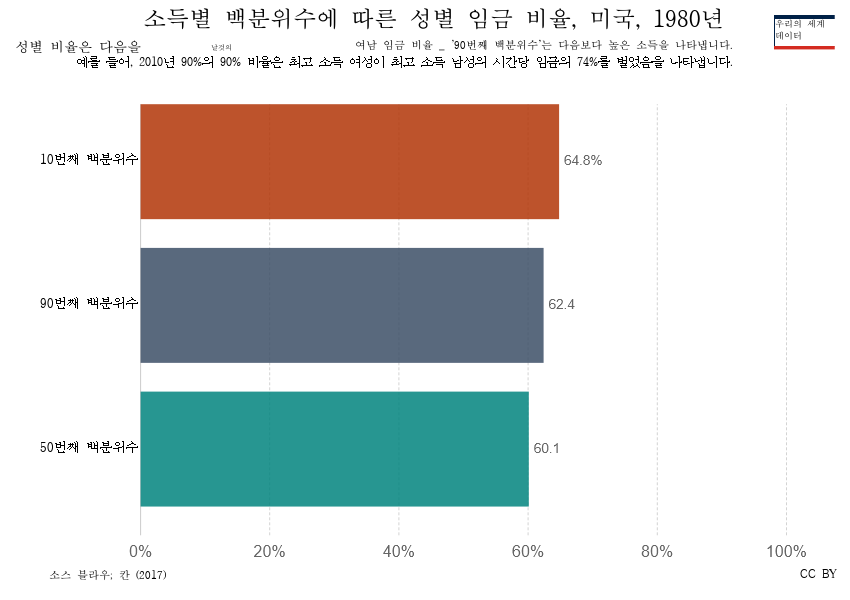 소득별 백분위수에 따른 성별 임금 비율, 미국, 1980년
우리의 세계
데이터
성별 비율은 다음을 날것의 여남 임금 비율 _ '90번째 백분위수'는 다음보다 높은 소득을 나타냅니다.
예를 들어, 2010년 90%의 90% 비율은 최고 소득 여성이 최고 소득 남성의 시간당 임금의 74%를 벌었음을 나타냅니다.
10번째 백분위수
64.8%
90번째 백분위수
62.4
50번째 백분위수
60.1
0% 20% 40% 60% 80% 100%
소스 블라우; 칸 (2017)
CC BY